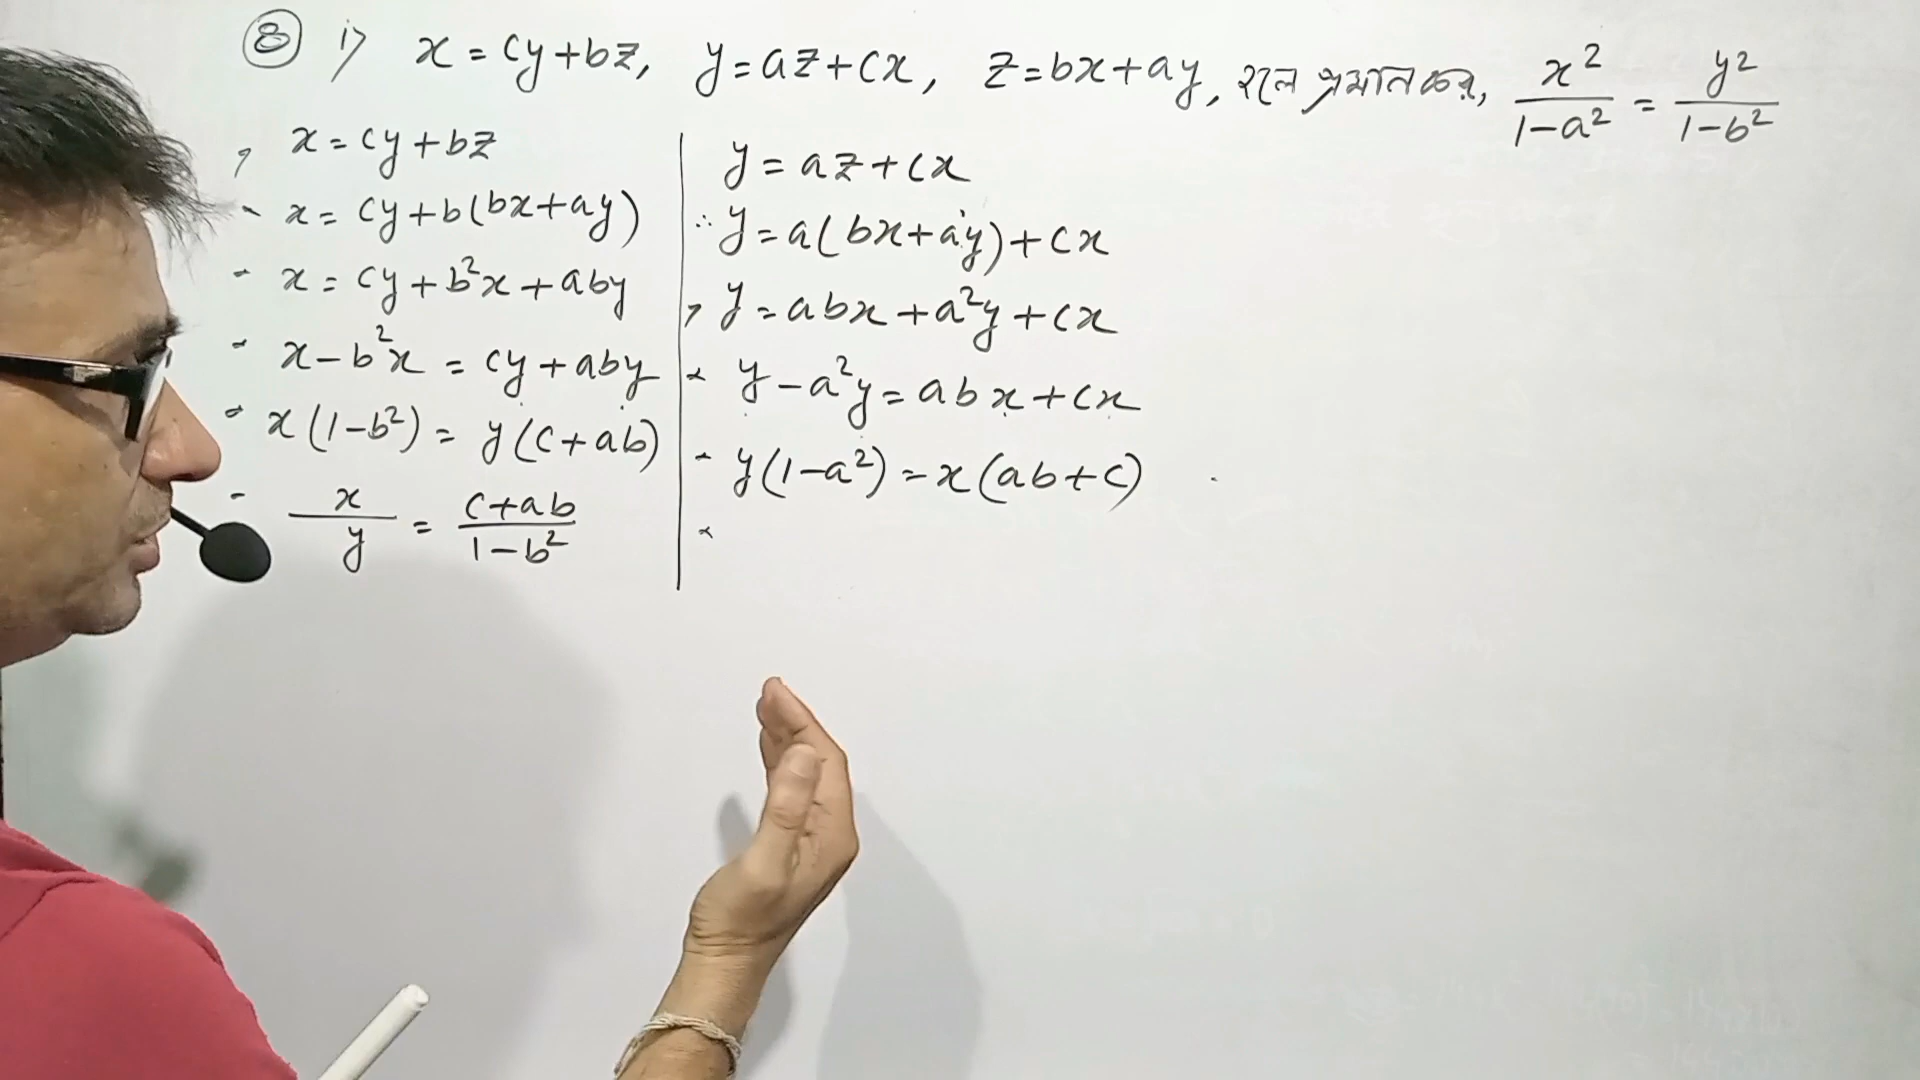 ⑧ i) x = cy+bz, y = az+cx, z = bx+ay, হলে প্রমান কর, x²/(1-a²) = y²/(1-b²)
, x = cy+bz
x = cy+b(bx+ay)
x = cy+b²x+aby
x-b²x = cy+aby
x(1-b²) = y(c+ab)
x/y = (c+ab)/(1-b²)
y = az+cx
∴ y = a(bx+ay)+cx
, y = abx+a²y+cx
y-a²y = abx+cx
y(1-a²) = x(ab+c)